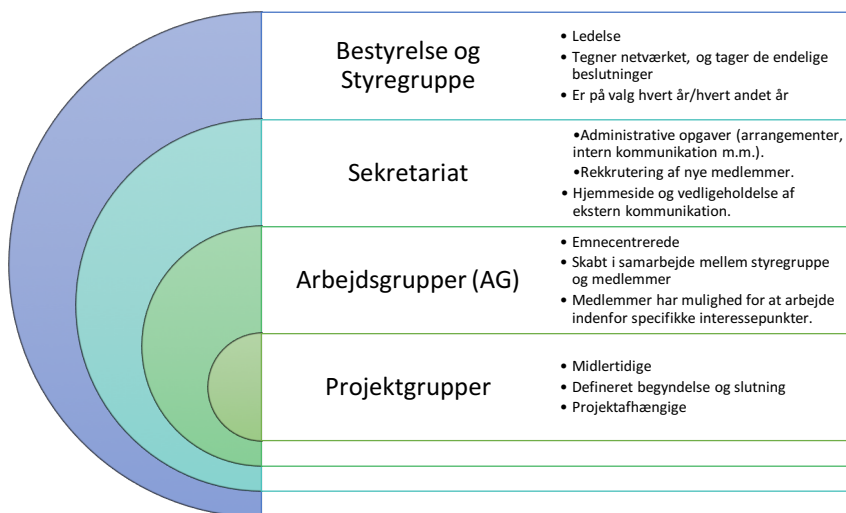 Bestyrelse og
Styregruppe
• Ledelse
• Tegner netværket, og tager de endelige
beslutninger
• Er på valg hvert år/hvert andet år
Sekretariat
•Administrative opgaver (arrangementer,
intern kommunikation m.m.).
•Rekkrutering af nye medlemmer.
• Hjemmeside og vedligeholdelse af
ekstern kommunikation.
Arbejdsgrupper (AG)
• Emnecentrerede
• Skabt i samarbejde mellem styregruppe
og medlemmer
• Medlemmer har mulighed for at arbejde
indenfor specifikke interessepunkter.
Projektgrupper
• Midlertidige
• Defineret begyndelse og slutning
• Projektafhængige